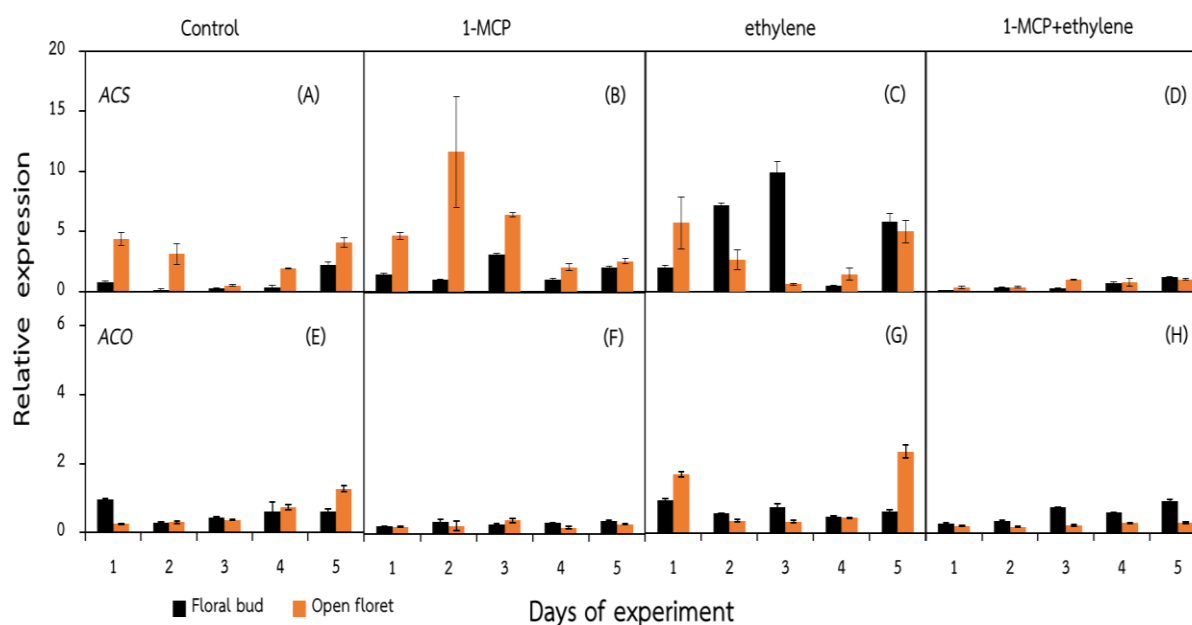 Control 1-MCP ethylene 1-MCP+ethylene
20
15
10
5
0
ACS (A) (B) (C) (D)
6
4
2
0
ACO (E) (F) (G) (H)
Relative expression
1 2 3 4 5 1 2 3 4 5 1 2 3 4 5 1 2 3 4 5
Floral bud Open floret
Days of experiment